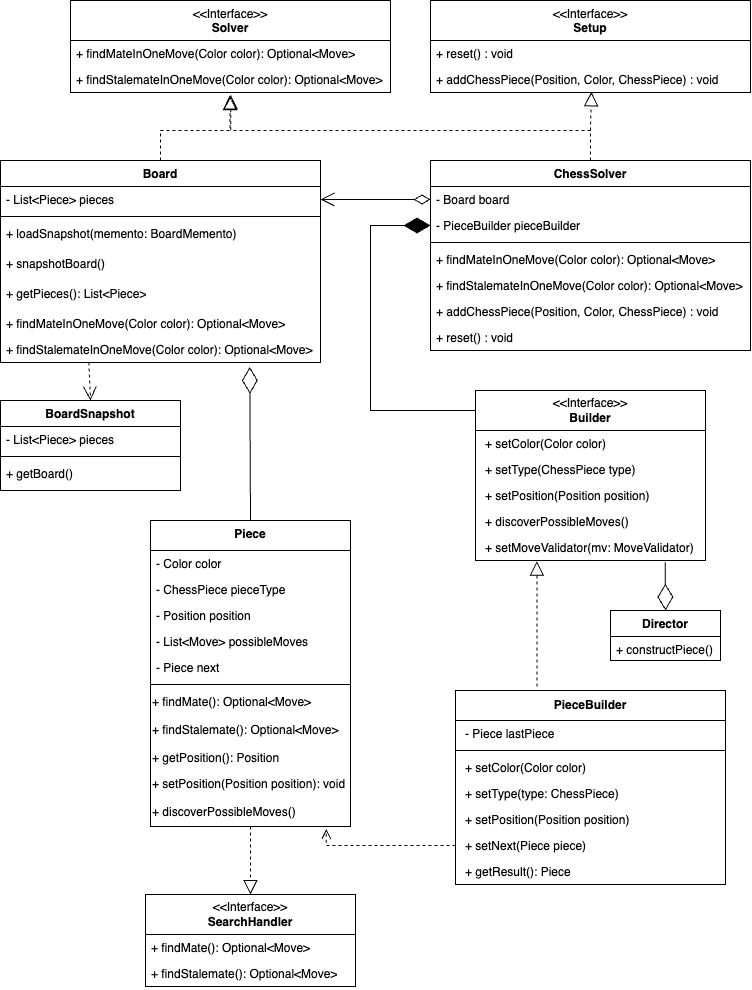 <<Interface>>
Solver
+ findMateInOneMove(Color color): Optional<Move>
+ findStalemateInOneMove(Color color): Optional<Move>
<<Interface>>
Setup
+ reset() : void
+ addChessPiece(Position, Color, ChessPiece) : void
Board
- List<Piece> pieces
+ loadSnapshot(memento: BoardMemento)
+ snapshotBoard()
+ getPieces(): List<Piece>
+ findMateInOneMove(Color color): Optional<Move>
+ findStalemateInOneMove(Color color): Optional<Move>
ChessSolver
- Board board
- PieceBuilder pieceBuilder
+ findMateInOneMove(Color color): Optional<Move>
+ findStalemateInOneMove(Color color): Optional<Move>
+ addChessPiece(Position, Color, ChessPiece) : void
+ reset() : void
BoardSnapshot
- List<Piece> pieces
+ getBoard()
<<Interface>>
Builder
+ setColor(Color color)
+ setType(ChessPiece type)
+ setPosition(Position position)
+ discoverPossibleMoves()
+ setMoveValidator(mv: MoveValidator)
Piece
- Color color
- ChessPiece pieceType
- Position position
- List<Move> possibleMoves
- Piece next
+ findMate(): Optional<Move>
+ findStalemate(): Optional<Move>
+ getPosition(): Position
+ setPosition(Position position): void
+ discoverPossibleMoves()
Director
+ constructPiece()
PieceBuilder
- Piece lastPiece
+ setColor(Color color)
+ setType(type: ChessPiece)
+ setPosition(Position position)
+ setNext(Piece piece)
+ getResult(): Piece
<<Interface>>
SearchHandler
+ findMate(): Optional<Move>
+ findStalemate(): Optional<Move>